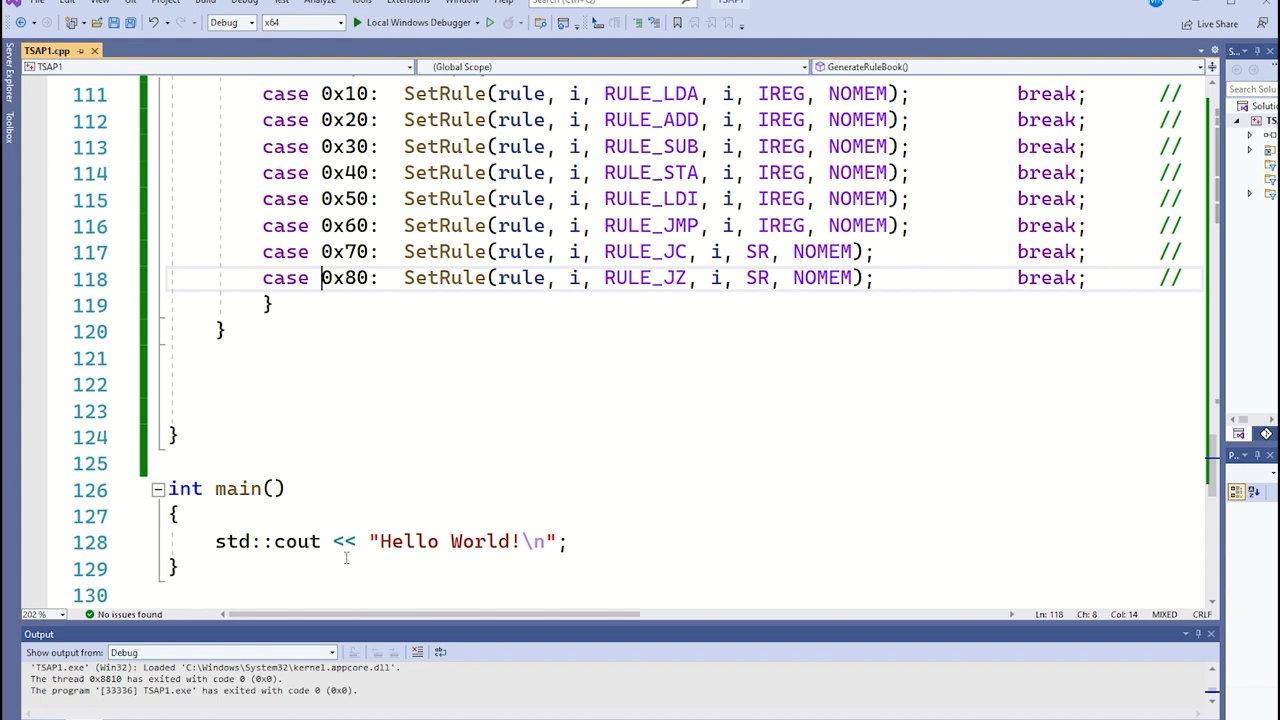 Debug x64 Local Windows Debugger Live Share
TSAP1.cpp
TSAP1 (Global Scope) GenerateRuleBook()
Server Explorer
Toolbox
111 case 0x10: SetRule(rule, i, RULE_LDA, i, IREG, NOMEM); break; //
112 case 0x20: SetRule(rule, i, RULE_ADD, i, IREG, NOMEM); break; //
113 case 0x30: SetRule(rule, i, RULE_SUB, i, IREG, NOMEM); break; //
114 case 0x40: SetRule(rule, i, RULE_STA, i, IREG, NOMEM); break; //
115 case 0x50: SetRule(rule, i, RULE_LDI, i, IREG, NOMEM); break; //
116 case 0x60: SetRule(rule, i, RULE_JMP, i, IREG, NOMEM); break; //
117 case 0x70: SetRule(rule, i, RULE_JC, i, SR, NOMEM); break; //
118 case 0x80: SetRule(rule, i, RULE_JZ, i, SR, NOMEM); break; //
119 }
120 }
121
122
123
124 }
125
126 int main()
127 {
128 std::cout << "Hello World!\n";
129 }
130
202 % No issues found Ln: 118 Ch: 8 Col: 14 MIXED CRLF
Output
Show output from: Debug
'TSAP1.exe' (Win32): Loaded 'C:\Windows\System32\kernel.appcore.dll'.
The thread 0x8810 has exited with code 0 (0x0).
The program '[33336] TSAP1.exe' has exited with code 0 (0x0).
S...
Search Solu
Soluti
TS
P...